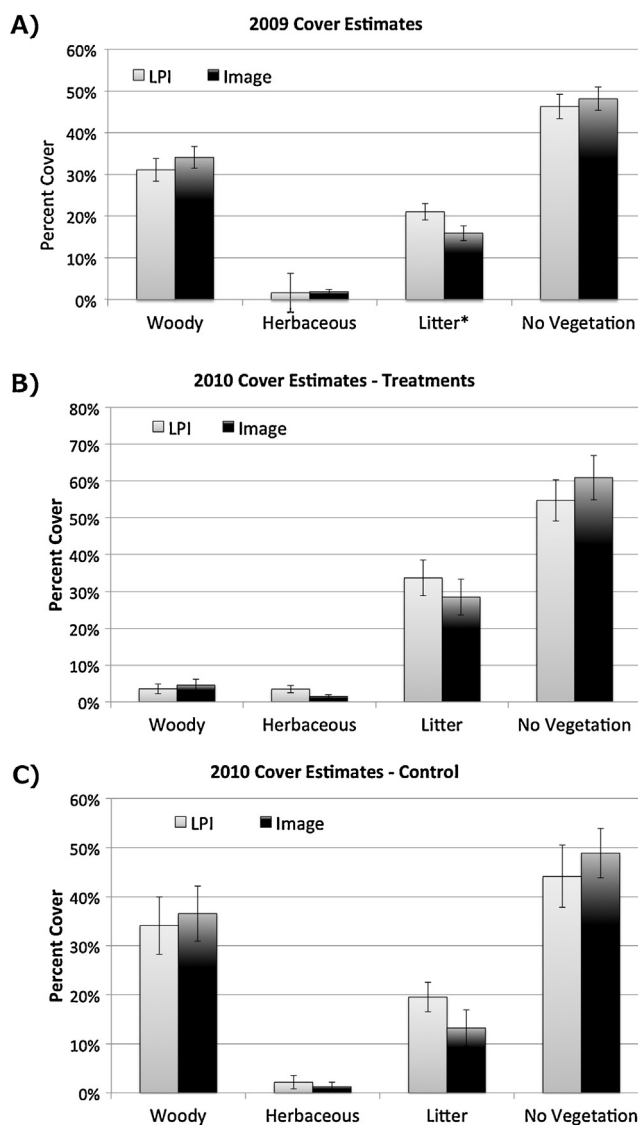 A)
2009 Cover Estimates
60%
50%
40%
30%
20%
10%
0%
Percent Cover
LPI Image
Woody Herbaceous Litter* No Vegetation
B)
2010 Cover Estimates - Treatments
80%
70%
60%
50%
40%
30%
20%
10%
0%
Percent Cover
LPI Image
Woody Herbaceous Litter No Vegetation
C)
2010 Cover Estimates - Control
60%
50%
40%
30%
20%
10%
0%
Percent Cover
LPI Image
Woody Herbaceous Litter No Vegetation